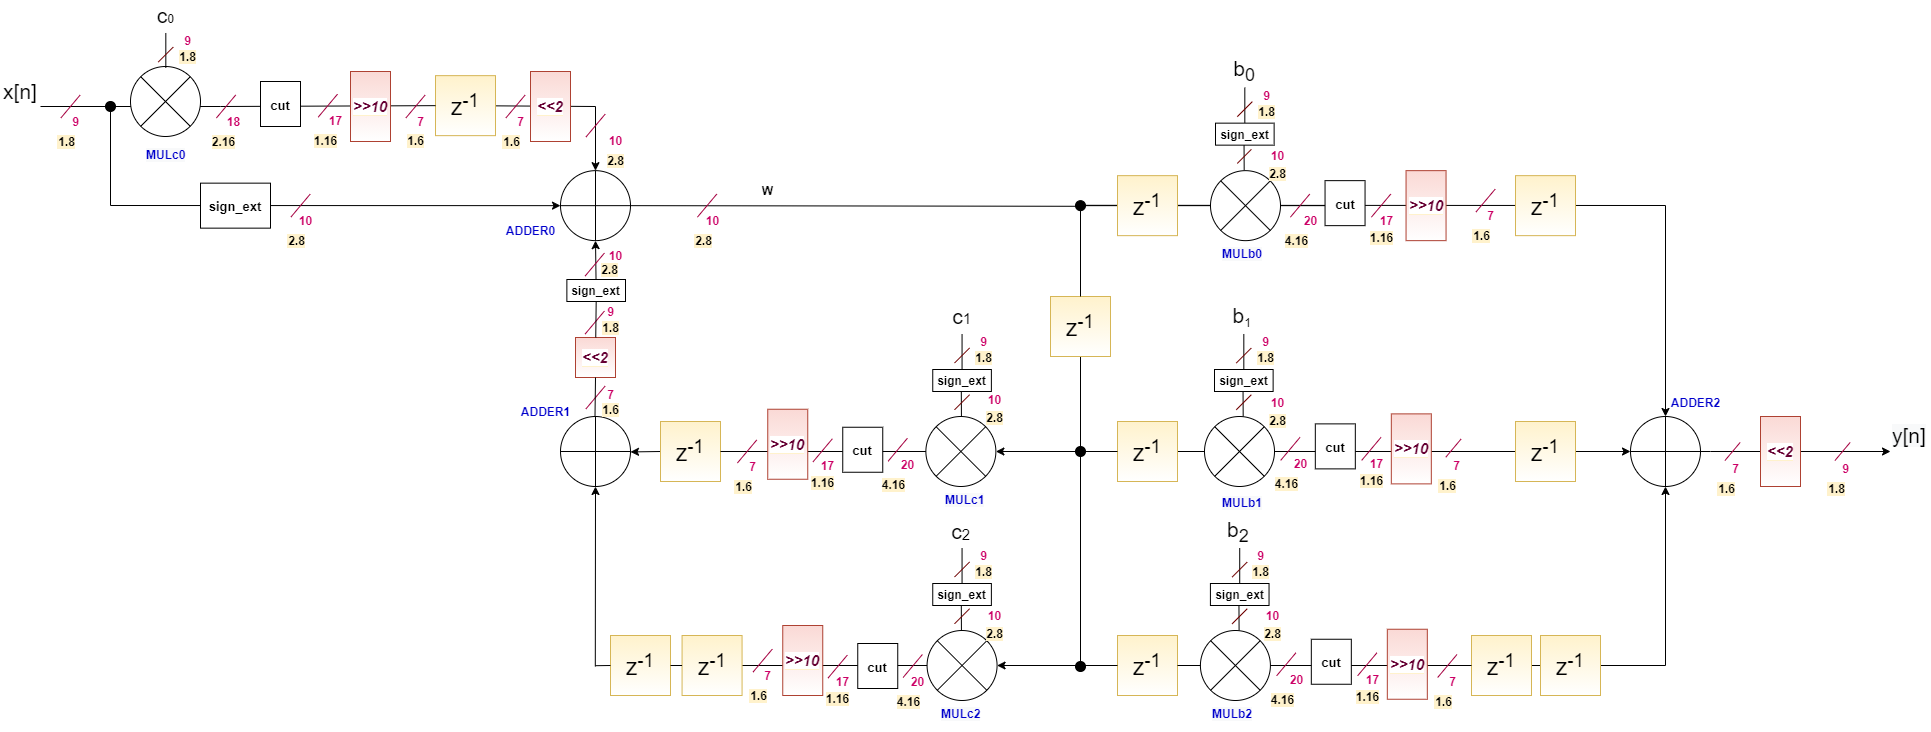 c0
9
1.8
x[n]
9
1.8
MULc0
18
2.16
cut
17
1.16
>>10
7
1.6
z-1
7
1.6
<<2
10
2.8
sign_ext
10
2.8
ADDER0
w
10
2.8
10
2.8
sign_ext
9
1.8
<<2
7
1.6
ADDER1
z-1
7
1.6
>>10
17
1.16
cut
20
4.16
MULc1
c1
9
1.8
sign_ext
10
2.8
z-1
z-1
z-1
7
1.6
>>10
17
1.16
cut
20
4.16
MULc2
c2
9
1.8
sign_ext
10
2.8
b0
9
1.8
sign_ext
10
2.8
z-1
MULb0
20
4.16
cut
17
1.16
>>10
7
1.6
z-1
b1
9
1.8
sign_ext
10
2.8
z-1
MULb1
20
4.16
cut
17
1.16
>>10
7
1.6
z-1
b2
9
1.8
sign_ext
10
2.8
z-1
MULb2
20
4.16
cut
17
1.16
>>10
7
1.6
z-1
z-1
ADDER2
7
1.6
<<2
9
1.8
y[n]